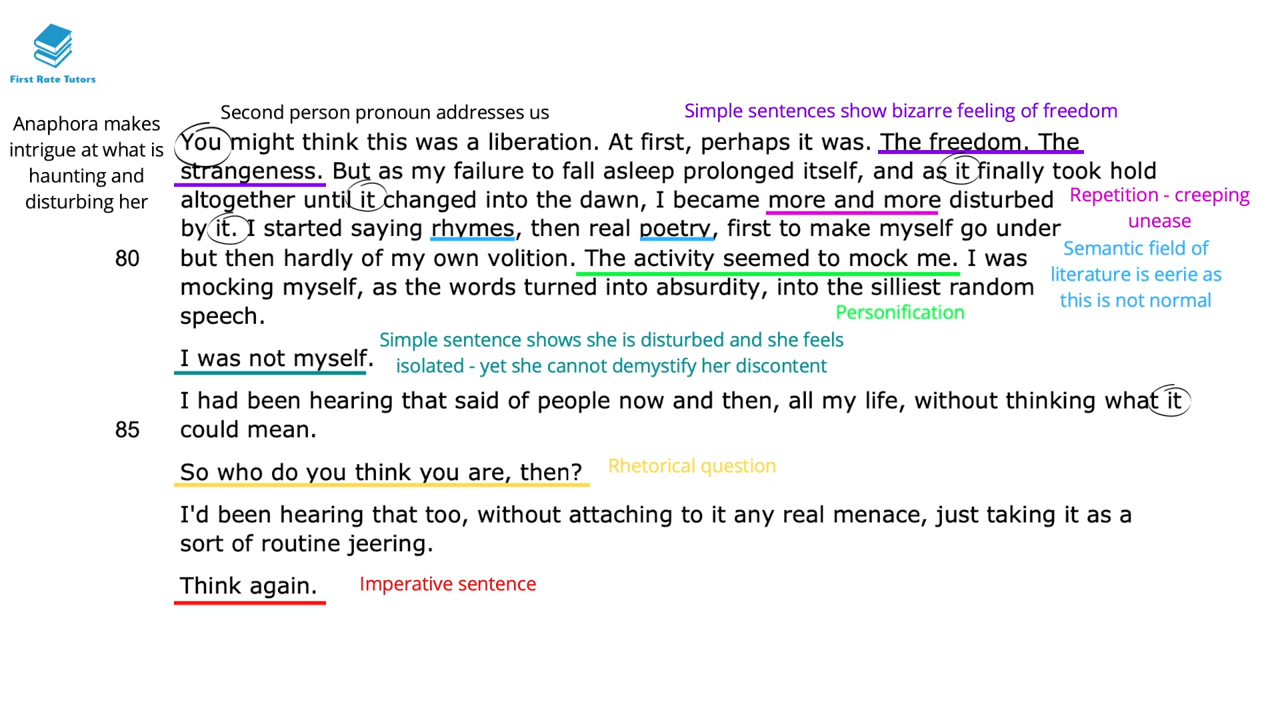 First Rate Tutors
Second person pronoun addresses us
Simple sentences show bizarre feeling of freedom
Anaphora makes
intrigue at what is
haunting and
disturbing her
You might think this was a liberation. At first, perhaps it was. The freedom. The
strangeness. But as my failure to fall asleep prolonged itself, and as it finally took hold
altogether until it changed into the dawn, I became more and more disturbed
Repetition - creeping
unease
by it. I started saying rhymes, then real poetry, first to make myself go under
80 but then hardly of my own volition. The activity seemed to mock me. I was
Semantic field of
literature is eerie as
this is not normal
mocking myself, as the words turned into absurdity, into the silliest random
speech.
Personification
I was not myself.
Simple sentence shows she is disturbed and she feels
isolated - yet she cannot demystify her discontent
I had been hearing that said of people now and then, all my life, without thinking what it
85 could mean.
So who do you think you are, then?
Rhetorical question
I'd been hearing that too, without attaching to it any real menace, just taking it as a
sort of routine jeering.
Think again.
Imperative sentence